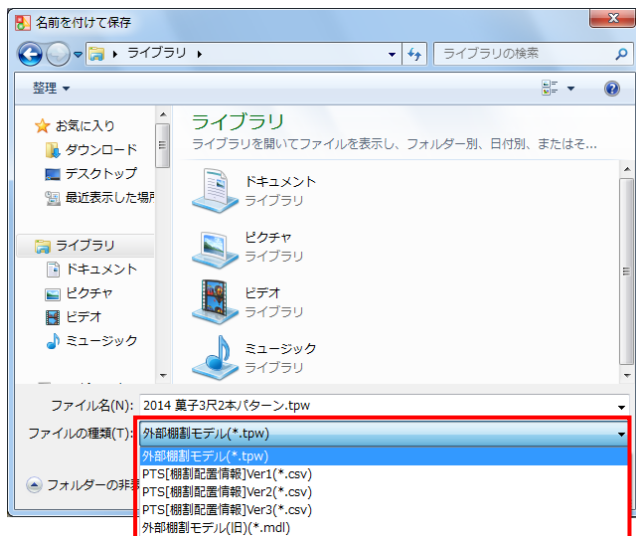 名前を付けて保存
ライブラリ
ライブラリの検索
整理
お気に入り
ダウンロード
デスクトップ
最近表示した場所
ライブラリ
ドキュメント
ピクチャ
ビデオ
ミュージック
ライブラリ
ライブラリを開いてファイルを表示し、フォルダー別、日付別、またはそ...
ドキュメント
ライブラリ
ピクチャ
ライブラリ
ビデオ
ライブラリ
ミュージック
ライブラリ
ファイル名(N): 2014 菓子3尺2本パターン.tpw
ファイルの種類(T): 外部棚割モデル(*.tpw)
外部棚割モデル(*.tpw)
PTS[棚割配置情報]Ver1(*.csv)
PTS[棚割配置情報]Ver2(*.csv)
PTS[棚割配置情報]Ver3(*.csv)
外部棚割モデル(旧)(*.mdl)
フォルダーの非表